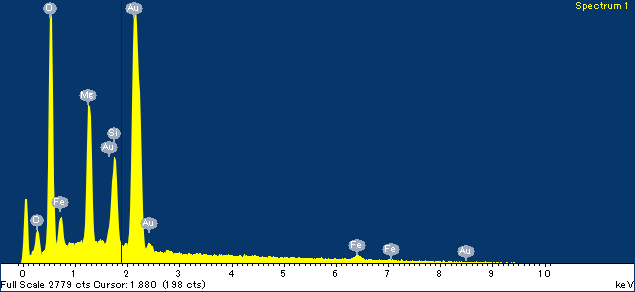 Spectrum 1
O Au
Mg
Si
Au
Fe
Au
Fe Fe Au
0 1 2 3 4 5 6 7 8 9 10
Full Scale 2779 cts Cursor: 1.880 (198 cts) keV